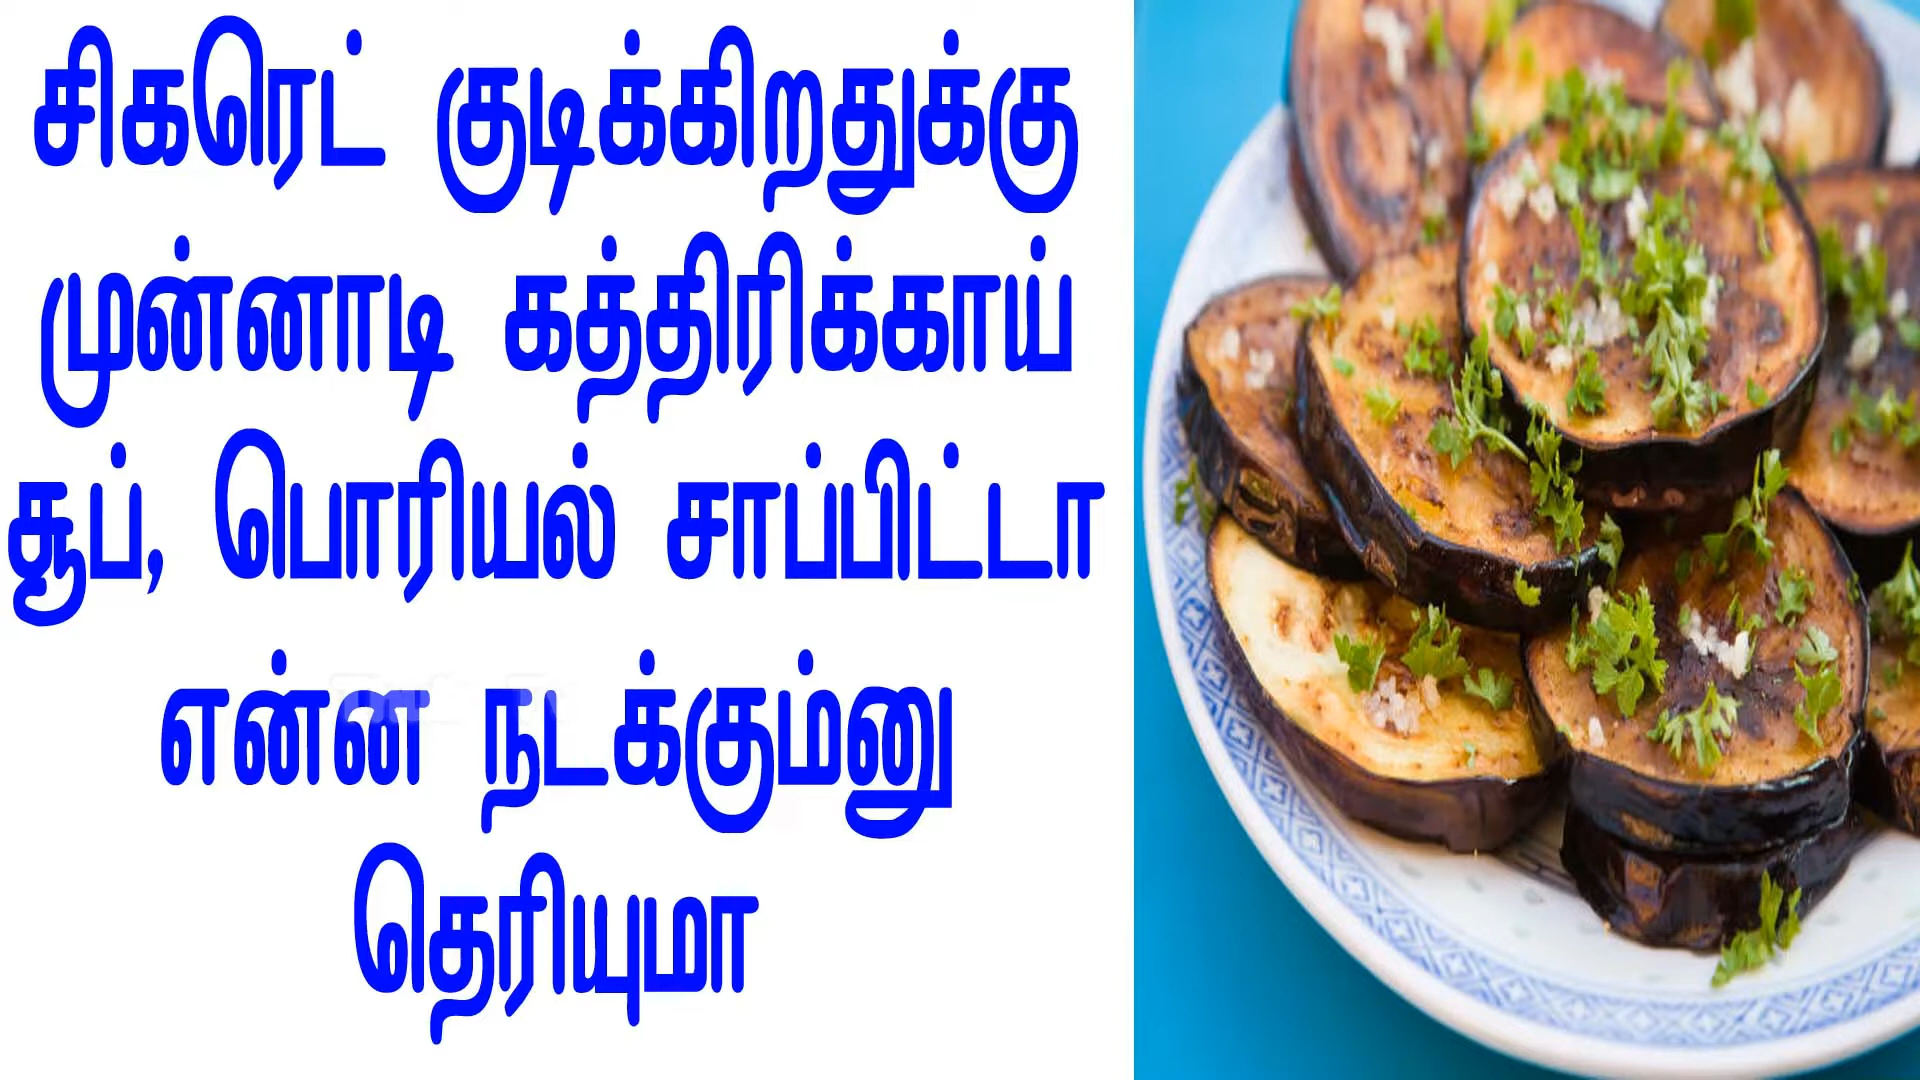 சிகரெட் குடிக்கிறதுக்கு
முன்னாடி கத்திரிக்காய்
சூப், பொரியல் சாப்பிட்டா
என்ன நடக்கும்னு
தெரியுமா